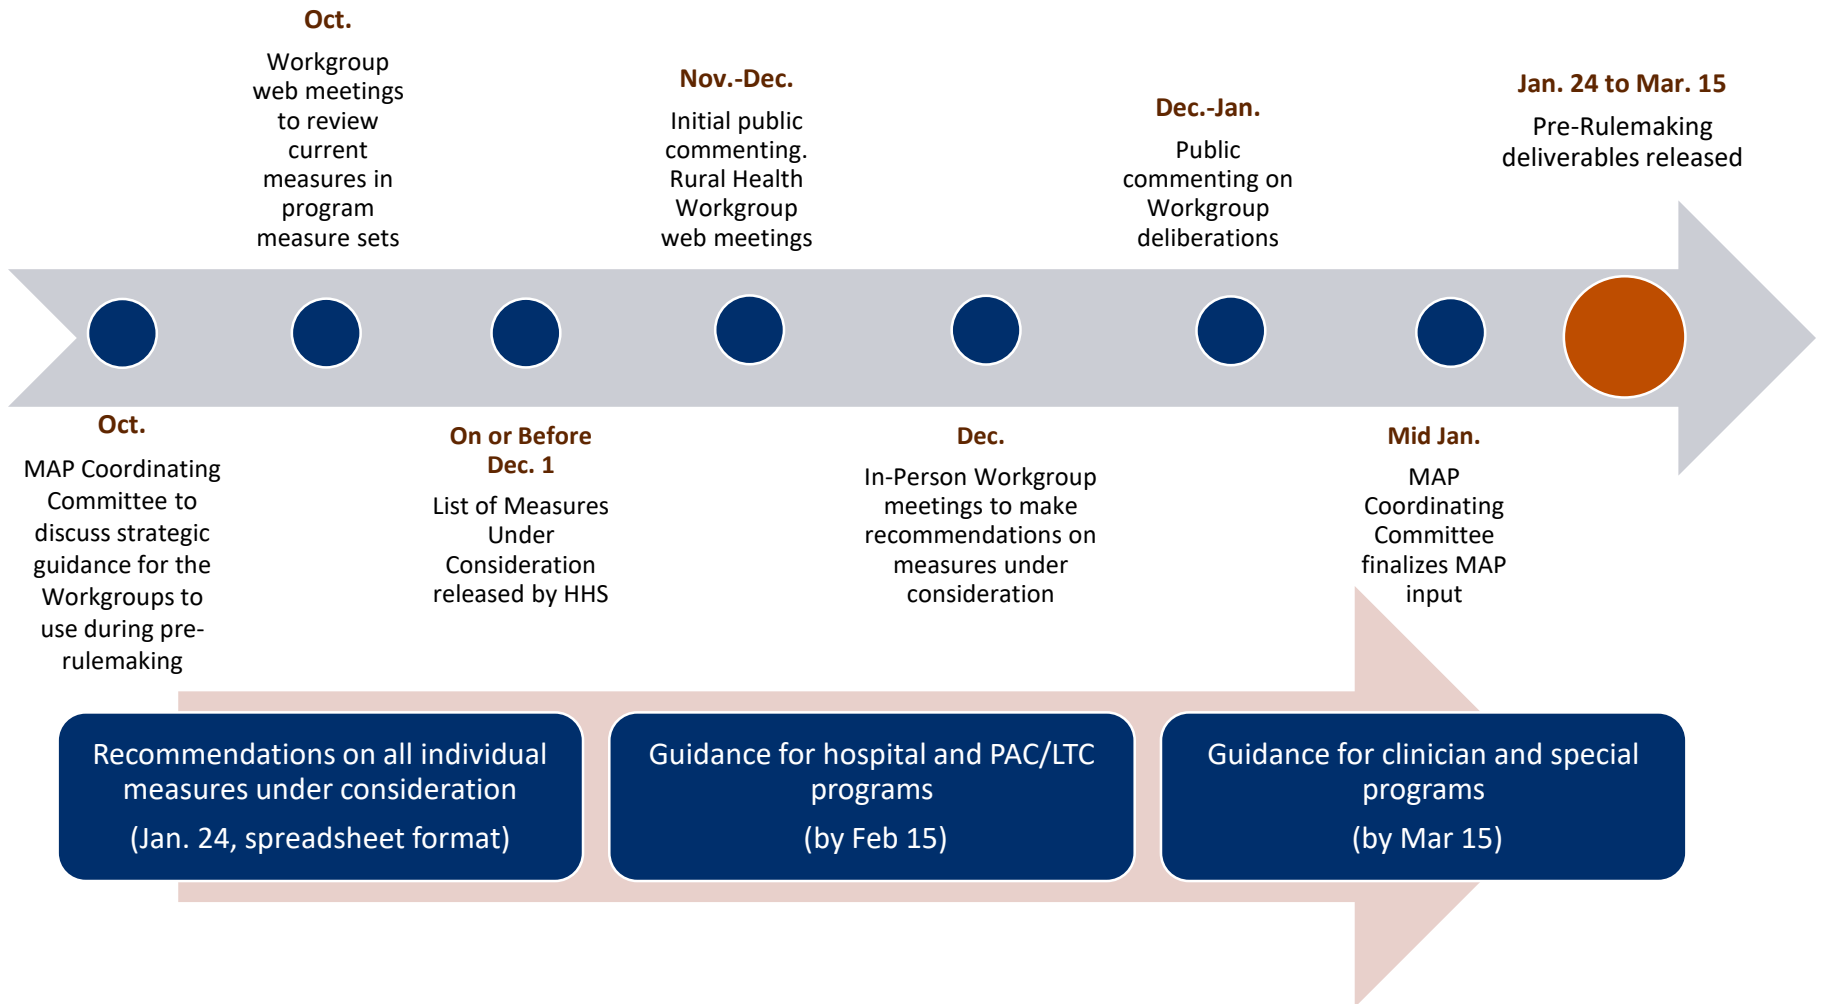 Oct.
Workgroup
web meetings
to review
current
measures in
program
measure sets
Nov.-Dec.
Initial public
commenting.
Rural Health
Workgroup
web meetings
Dec.-Jan.
Public
commenting on
Workgroup
deliberations
Jan. 24 to Mar. 15
Pre-Rulemaking
deliverables released
Oct.
MAP Coordinating
Committee to
discuss strategic
guidance for the
Workgroups to
use during pre-
rulemaking
On or Before
Dec. 1
List of Measures
Under
Consideration
released by HHS
Dec.
In-Person Workgroup
meetings to make
recommendations on
measures under
consideration
Mid Jan.
MAP
Coordinating
Committee
finalizes MAP
input
Recommendations on all individual
measures under consideration
(Jan. 24, spreadsheet format)
Guidance for hospital and PAC/LTC
programs
(by Feb 15)
Guidance for clinician and special
programs
(by Mar 15)